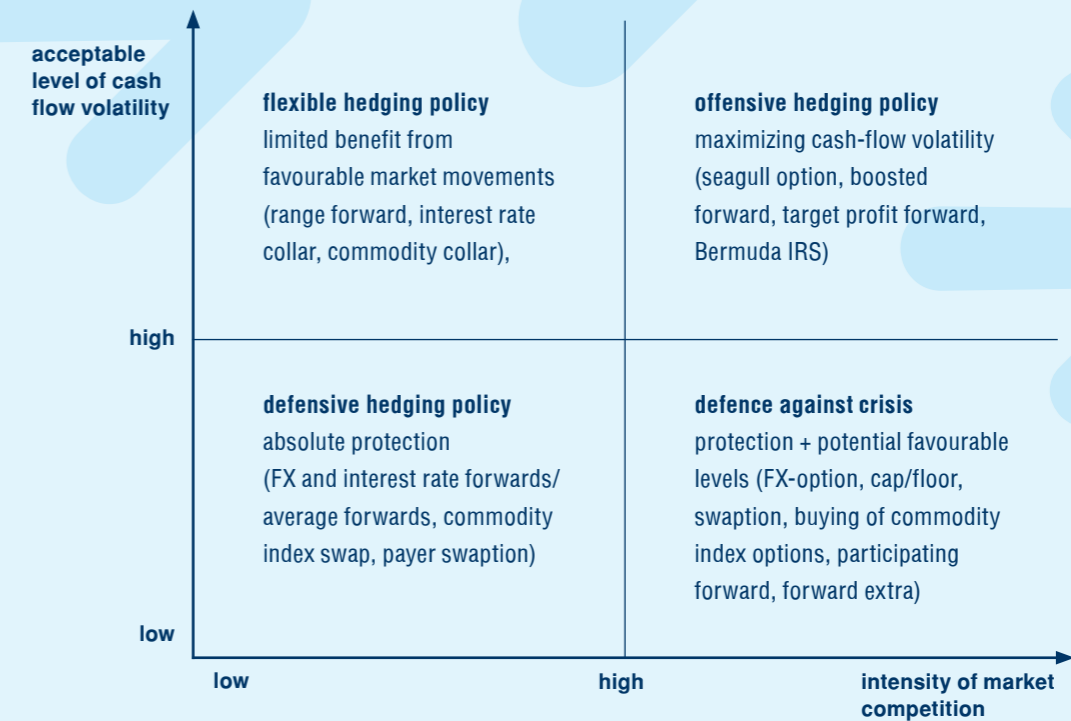 acceptable
level of cash
flow volatility
flexible hedging policy
limited benefit from
favourable market movements
(range forward, interest rate
collar, commodity collar),
offensive hedging policy
maximizing cash-flow volatility
(seagull option, boosted
forward, target profit forward,
Bermuda IRS)
high
defensive hedging policy
absolute protection
(FX and interest rate forwards/
average forwards, commodity
index swap, payer swaption)
defence against crisis
protection + potential favourable
levels (FX-option, cap/floor,
swaption, buying of commodity
index options, participating
forward, forward extra)
low
low
high
intensity of market
competition